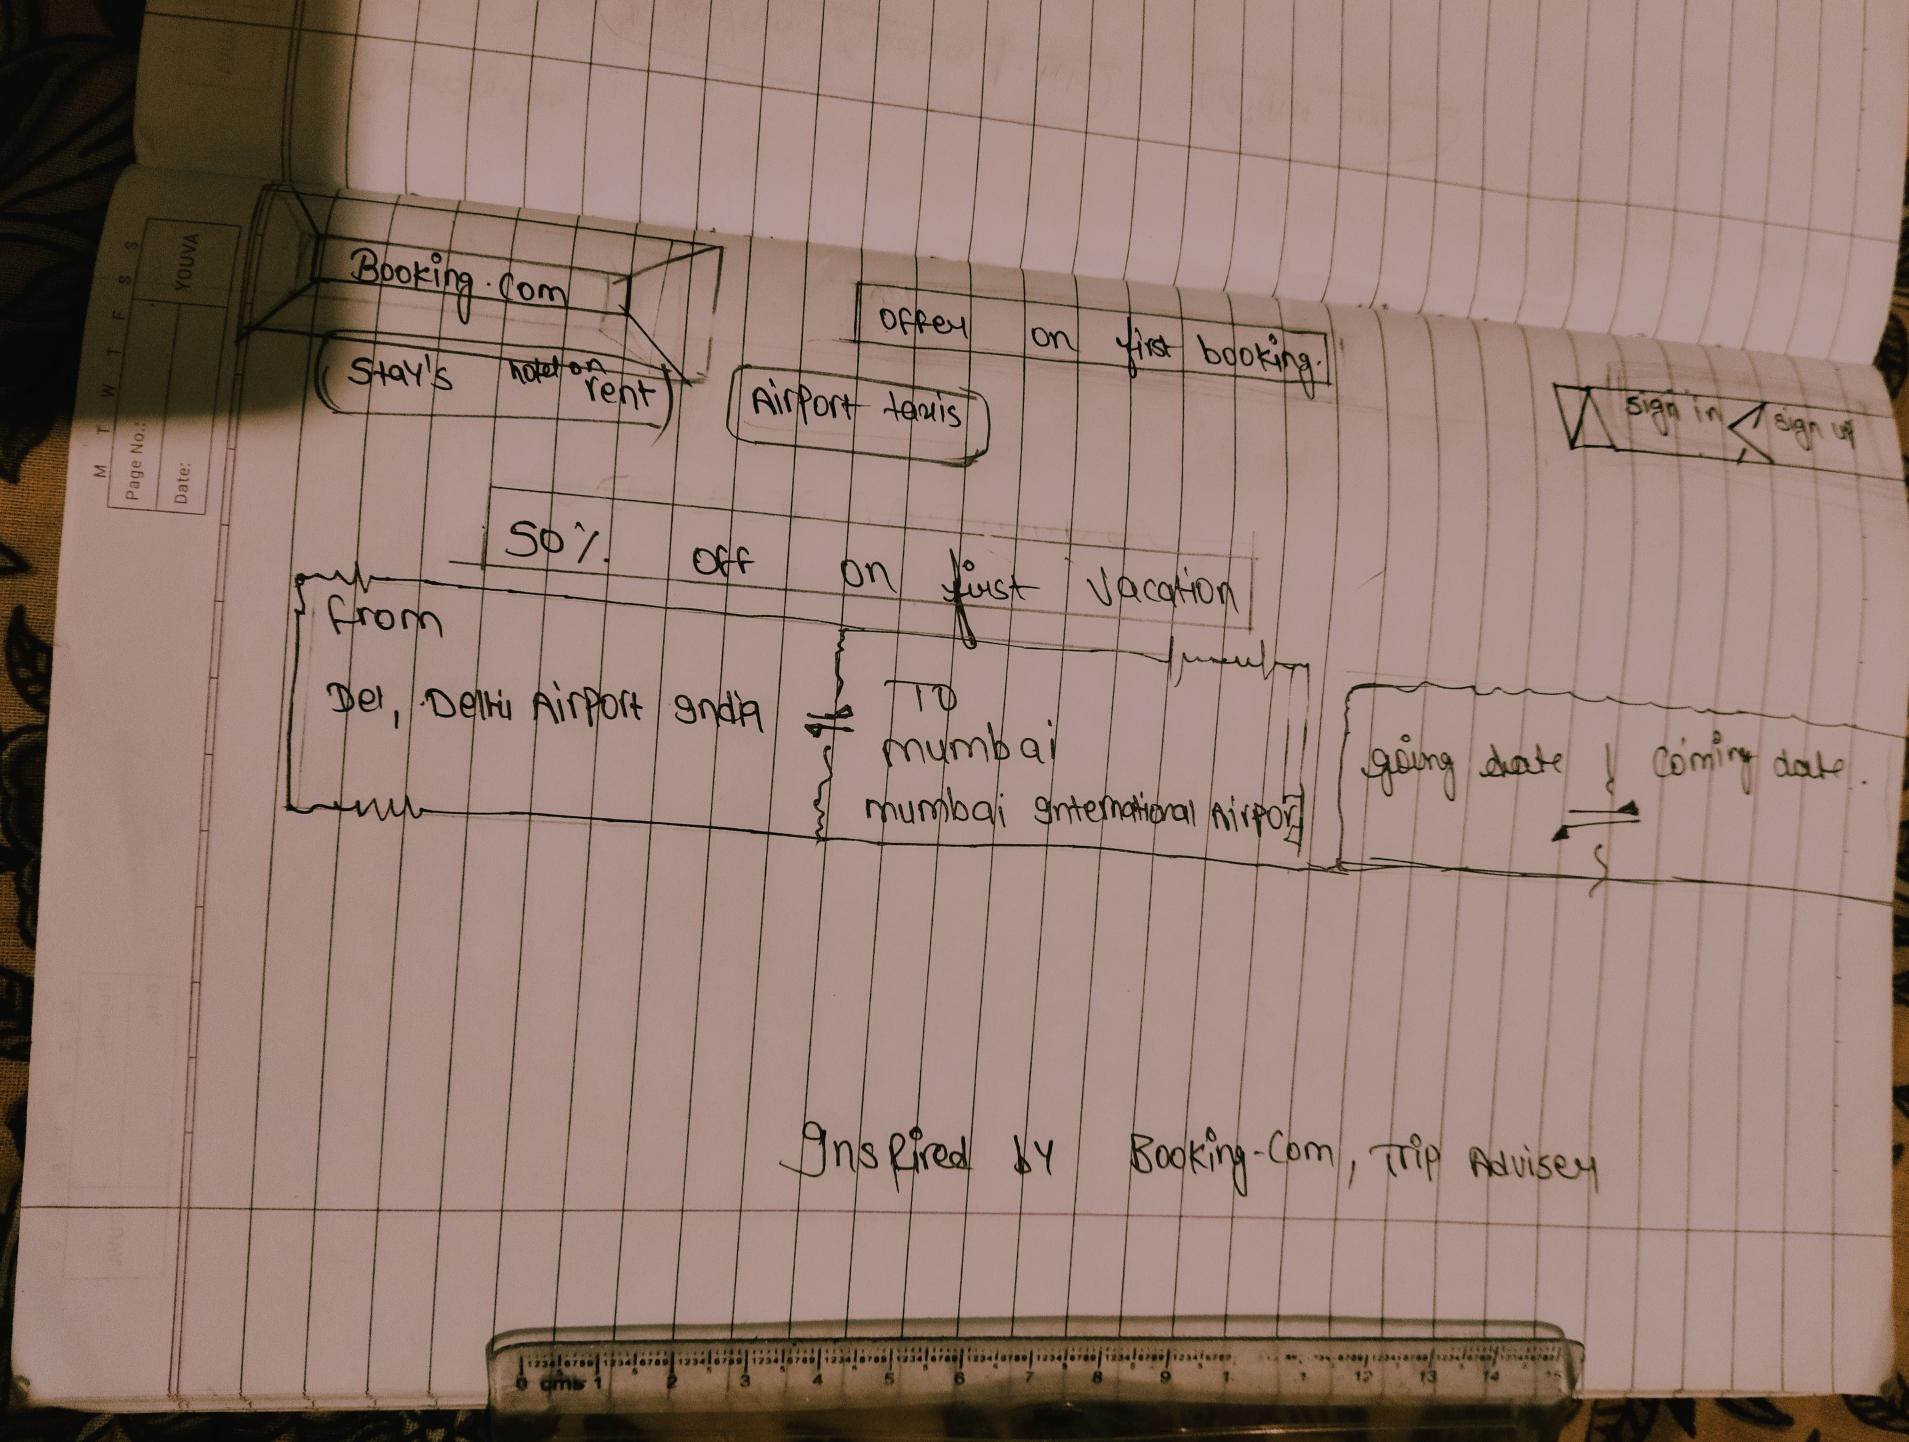 Booking.com
offer on first booking.
Stay's hotel on rent
Airport taxis
sign in sign up
50% off on first Vacation
from
Del, Delhi Airport India
TO
mumbai
mumbai International Airport
going date
Coming date.
Inspired by Booking.Com, Trip Adviser
YOUVA
M T W T F S S
Page No.:
Date:
0 cms 1 2 3 4 5 6 7 8 9 1 1 12 13 14 15